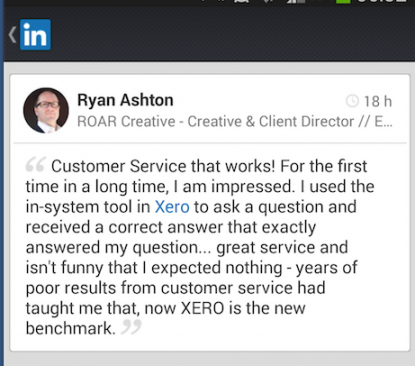 in
Ryan Ashton
18 h
ROAR Creative - Creative & Client Director // E...
“ Customer Service that works! For the first
time in a long time, I am impressed. I used the
in-system tool in Xero to ask a question and
received a correct answer that exactly
answered my question... great service and
isn't funny that I expected nothing - years of
poor results from customer service had
taught me that, now XERO is the new
benchmark. ”